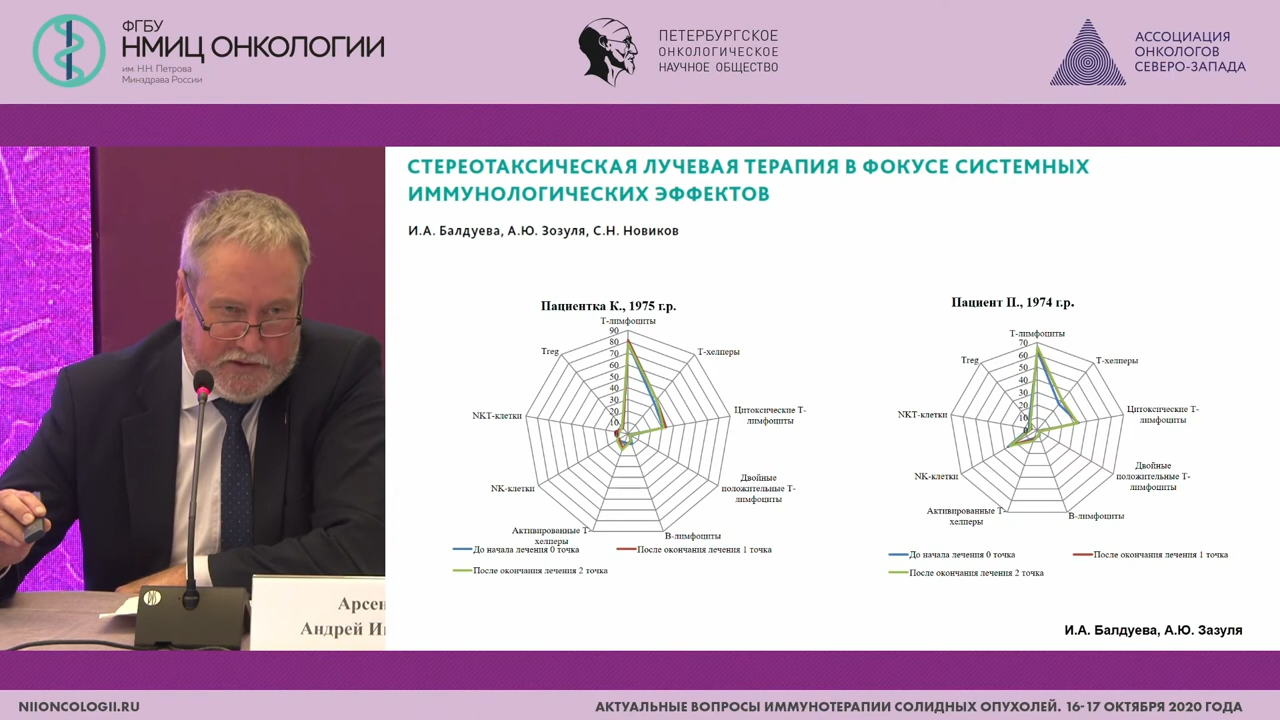 ФГБУ
НМИЦ ОНКОЛОГИИ
им. Н.Н. Петрова
Минздрава России
ПЕТЕРБУРГСКОЕ
ОНКОЛОГИЧЕСКОЕ
НАУЧНОЕ ОБЩЕСТВО
АССОЦИАЦИЯ
ОНКОЛОГОВ
СЕВЕРО-ЗАПАДА
СТЕРЕОТАКСИЧЕСКАЯ ЛУЧЕВАЯ ТЕРАПИЯ В ФОКУСЕ СИСТЕМНЫХ
ИММУНОЛОГИЧЕСКИХ ЭФФЕКТОВ
И.А. Балдуева, А.Ю. Зозуля, С.Н. Новиков
Пациентка К., 1975 г.р.
Т-лимфоциты
90
80
70
60
50
40
30
20
10
Treg
Т-хелперы
NKT-клетки
Цитоксические Т-
лимфоциты
NK-клетки
Двойные
положительные Т-
лимфоциты
Активированные Т-
хелперы
В-лимфоциты
До начала лечения 0 точка
После окончания лечения 1 точка
После окончания лечения 2 точка
Пациент П., 1974 г.р.
Т-лимфоциты
70
60
50
40
30
20
10
0
Treg
Т-хелперы
NKT-клетки
Цитоксические Т-
лимфоциты
NK-клетки
Двойные
положительные Т-
лимфоциты
Активированные Т-
хелперы
В-лимфоциты
До начала лечения 0 точка
После окончания лечения 1 точка
После окончания лечения 2 точка
И.А. Балдуева, А.Ю. Зазуля
Арсен
Андрей И
NIIONCOLOGII.RU
АКТУАЛЬНЫЕ ВОПРОСЫ ИММУНОТЕРАПИИ СОЛИДНЫХ ОПУХОЛЕЙ. 16-17 ОКТЯБРЯ 2020 ГОДА